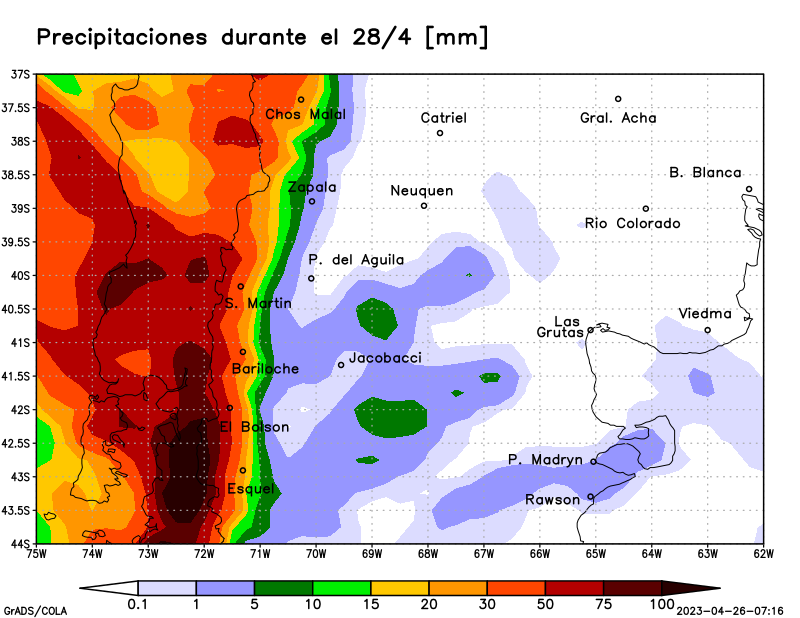 Precipitaciones durante el 28/4 [mm]
37S
37.5S
38S
38.5S
39S
39.5S
40S
40.5S
41S
41.5S
42S
42.5S
43S
43.5S
44S
Chos Malal
Catriel
Gral. Acha
B. Blanca
Zapala
Neuquen
Rio Colorado
P. del Aguila
S. Martin
Viedma
Las
Grutas
Bariloche
Jacobacci
El Bolson
P. Madryn
Esquel
Rawson
75W 74W 73W 72W 71W 70W 69W 68W 67W 66W 65W 64W 63W 62W
0.1 1 5 10 15 20 30 50 75 100
GrADS/COLA
2023-04-26-07:16